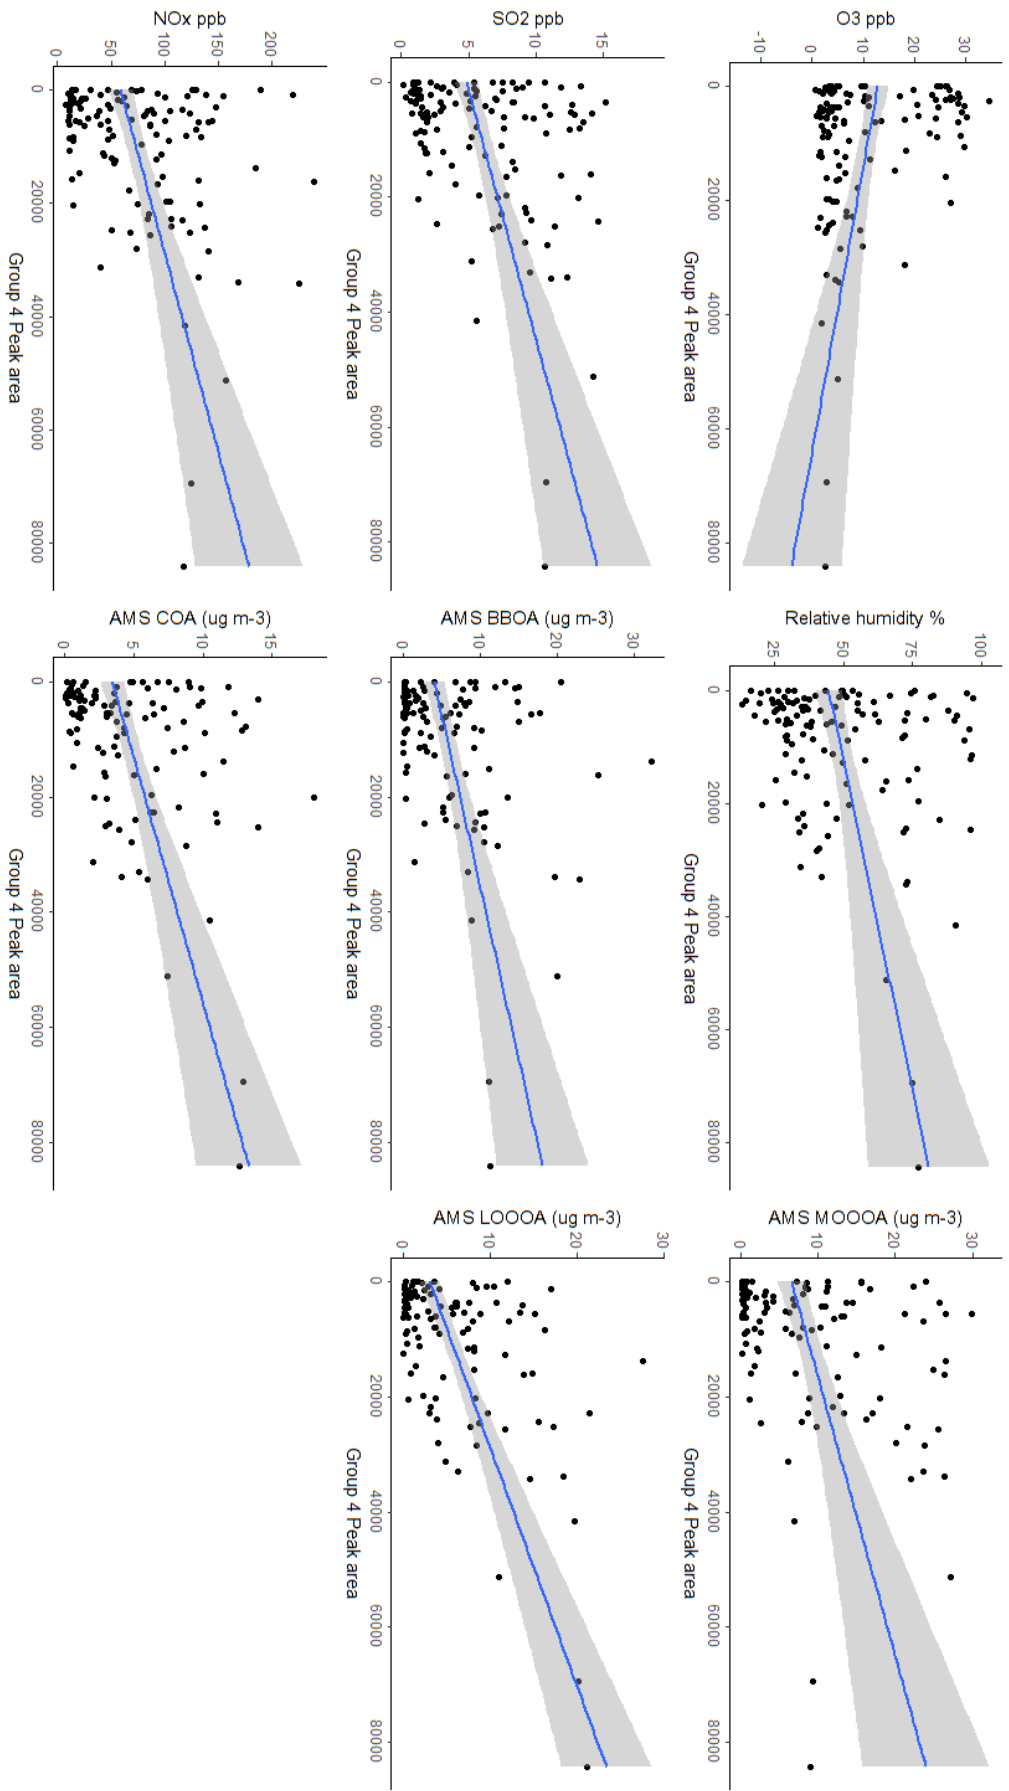 O3 ppb
30
20
10
0
-10
0 20000 40000 60000 80000
Group 4 Peak area
Relative humidity %
100
75
50
25
0 20000 40000 60000 80000
Group 4 Peak area
AMS MOOOA (ug m-3)
30
20
10
0
0 20000 40000 60000 80000
Group 4 Peak area
SO2 ppb
15
10
5
0
0 20000 40000 60000 80000
Group 4 Peak area
AMS BBOA (ug m-3)
30
20
10
0
0 20000 40000 60000 80000
Group 4 Peak area
AMS LOOOA (ug m-3)
30
20
10
0
0 20000 40000 60000 80000
Group 4 Peak area
NOx ppb
200
150
100
50
0
0 20000 40000 60000 80000
Group 4 Peak area
AMS COA (ug m-3)
15
10
5
0
0 20000 40000 60000 80000
Group 4 Peak area